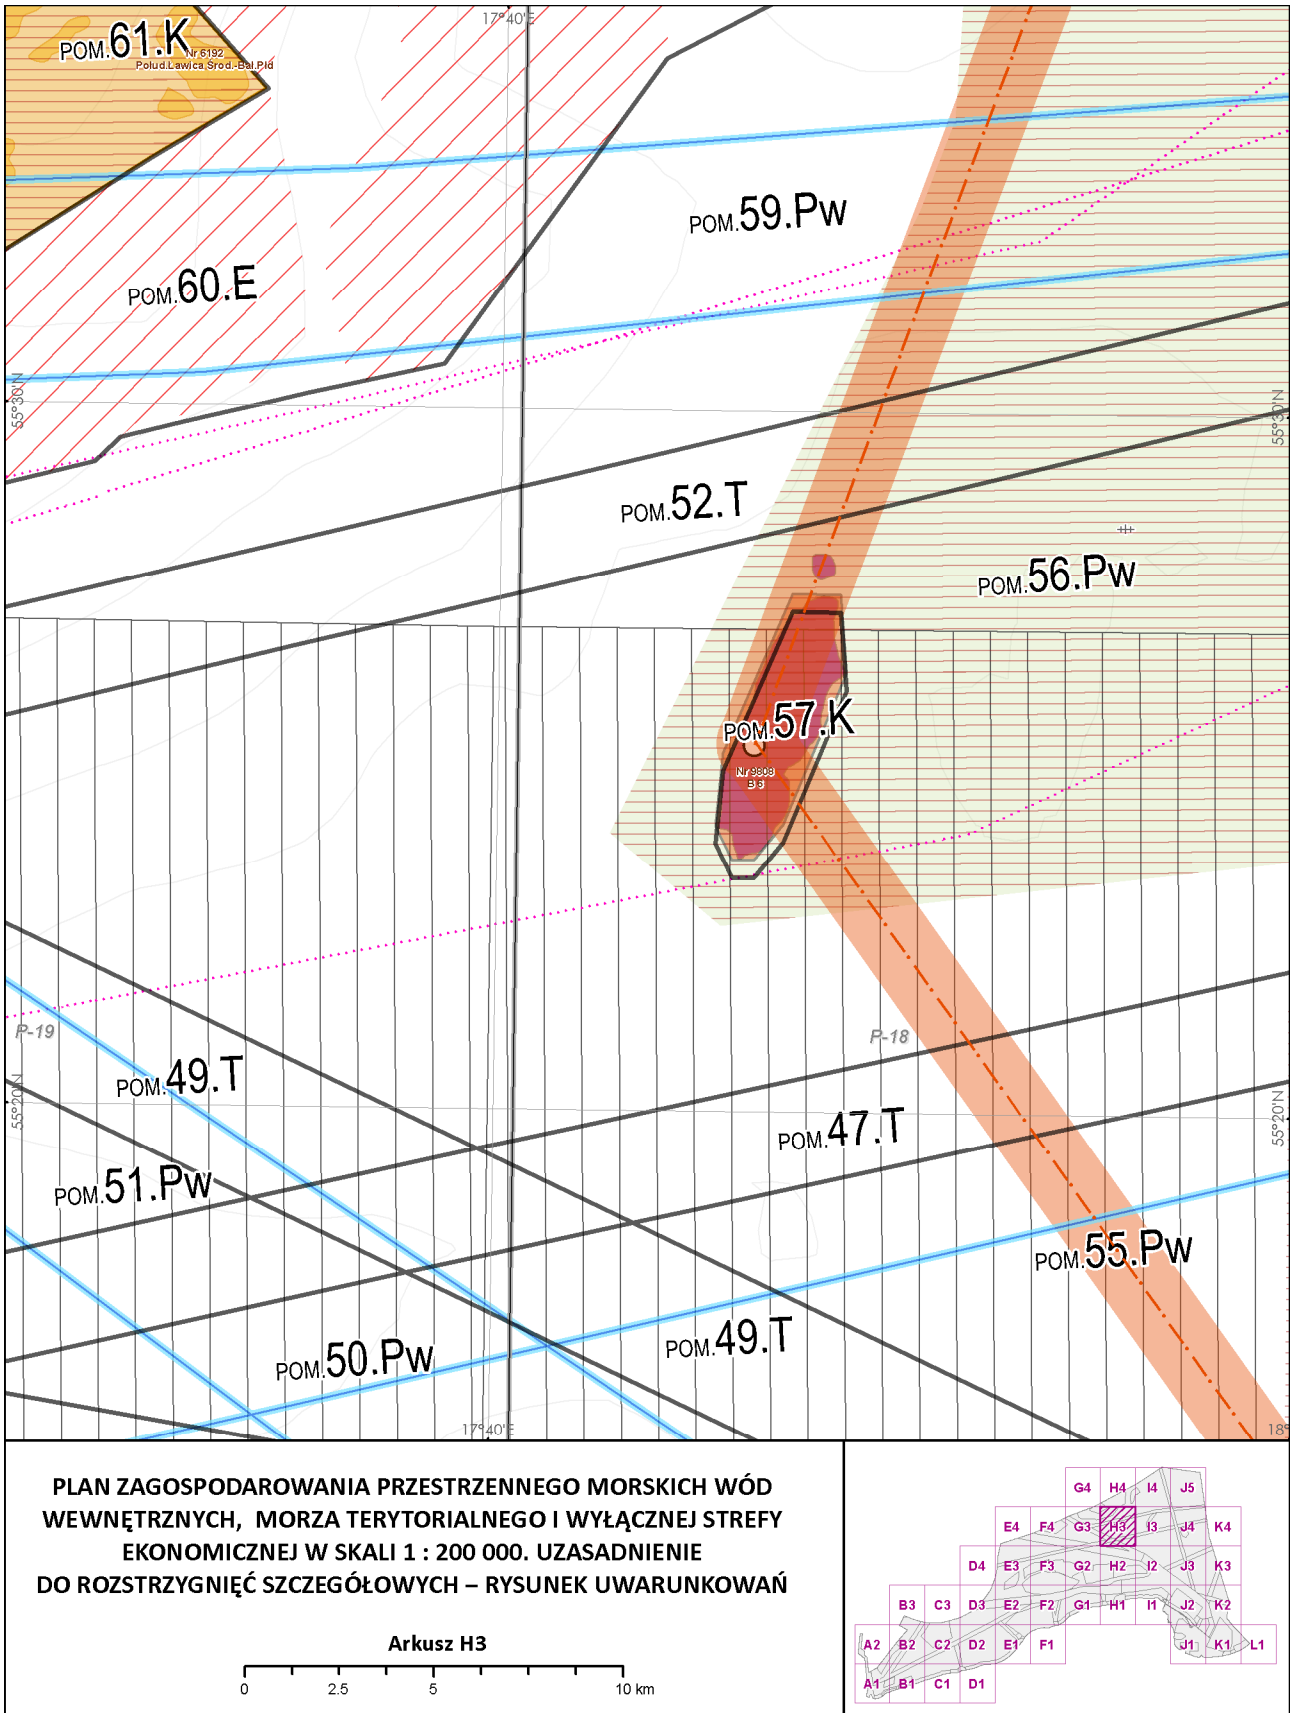 17°40'E
POM.61.K
Nr 6192
Połud.Ławica Środ.-Bał.Płd
POM.59.Pw
POM.60.E
55°30'N
55°30'N
POM.52.T
POM.56.Pw
POM.57.K
Nr 9808
B 6
P-19
P-18
POM.49.T
55°20'N
55°20'N
POM.47.T
POM.51.Pw
POM.55.Pw
POM.49.T
POM.50.Pw
17°40'E
18°
PLAN ZAGOSPODAROWANIA PRZESTRZENNEGO MORSKICH WÓD
WEWNĘTRZNYCH, MORZA TERYTORIALNEGO I WYŁĄCZNEJ STREFY
EKONOMICZNEJ W SKALI 1 : 200 000. UZASADNIENIE
DO ROZSTRZYGNIĘĆ SZCZEGÓŁOWYCH – RYSUNEK UWARUNKOWAŃ
Arkusz H3
0 2.5 5 10 km
G4 H4 I4 J5
E4 F4 G3 H3 I3 J4 K4
D4 E3 F3 G2 H2 I2 J3 K3
B3 C3 D3 E2 F2 G1 H1 I1 J2 K2
A2 B2 C2 D2 E1 F1 J1 K1 L1
A1 B1 C1 D1